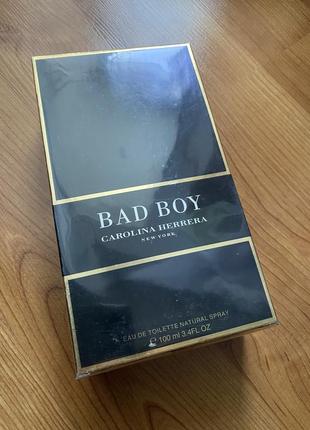 BAD BOY
CAROLINA HERRERA
NEW YORK
EAU DE TOILETTE NATURAL SPRAY
℮ 100 ml 3.4FL OZ